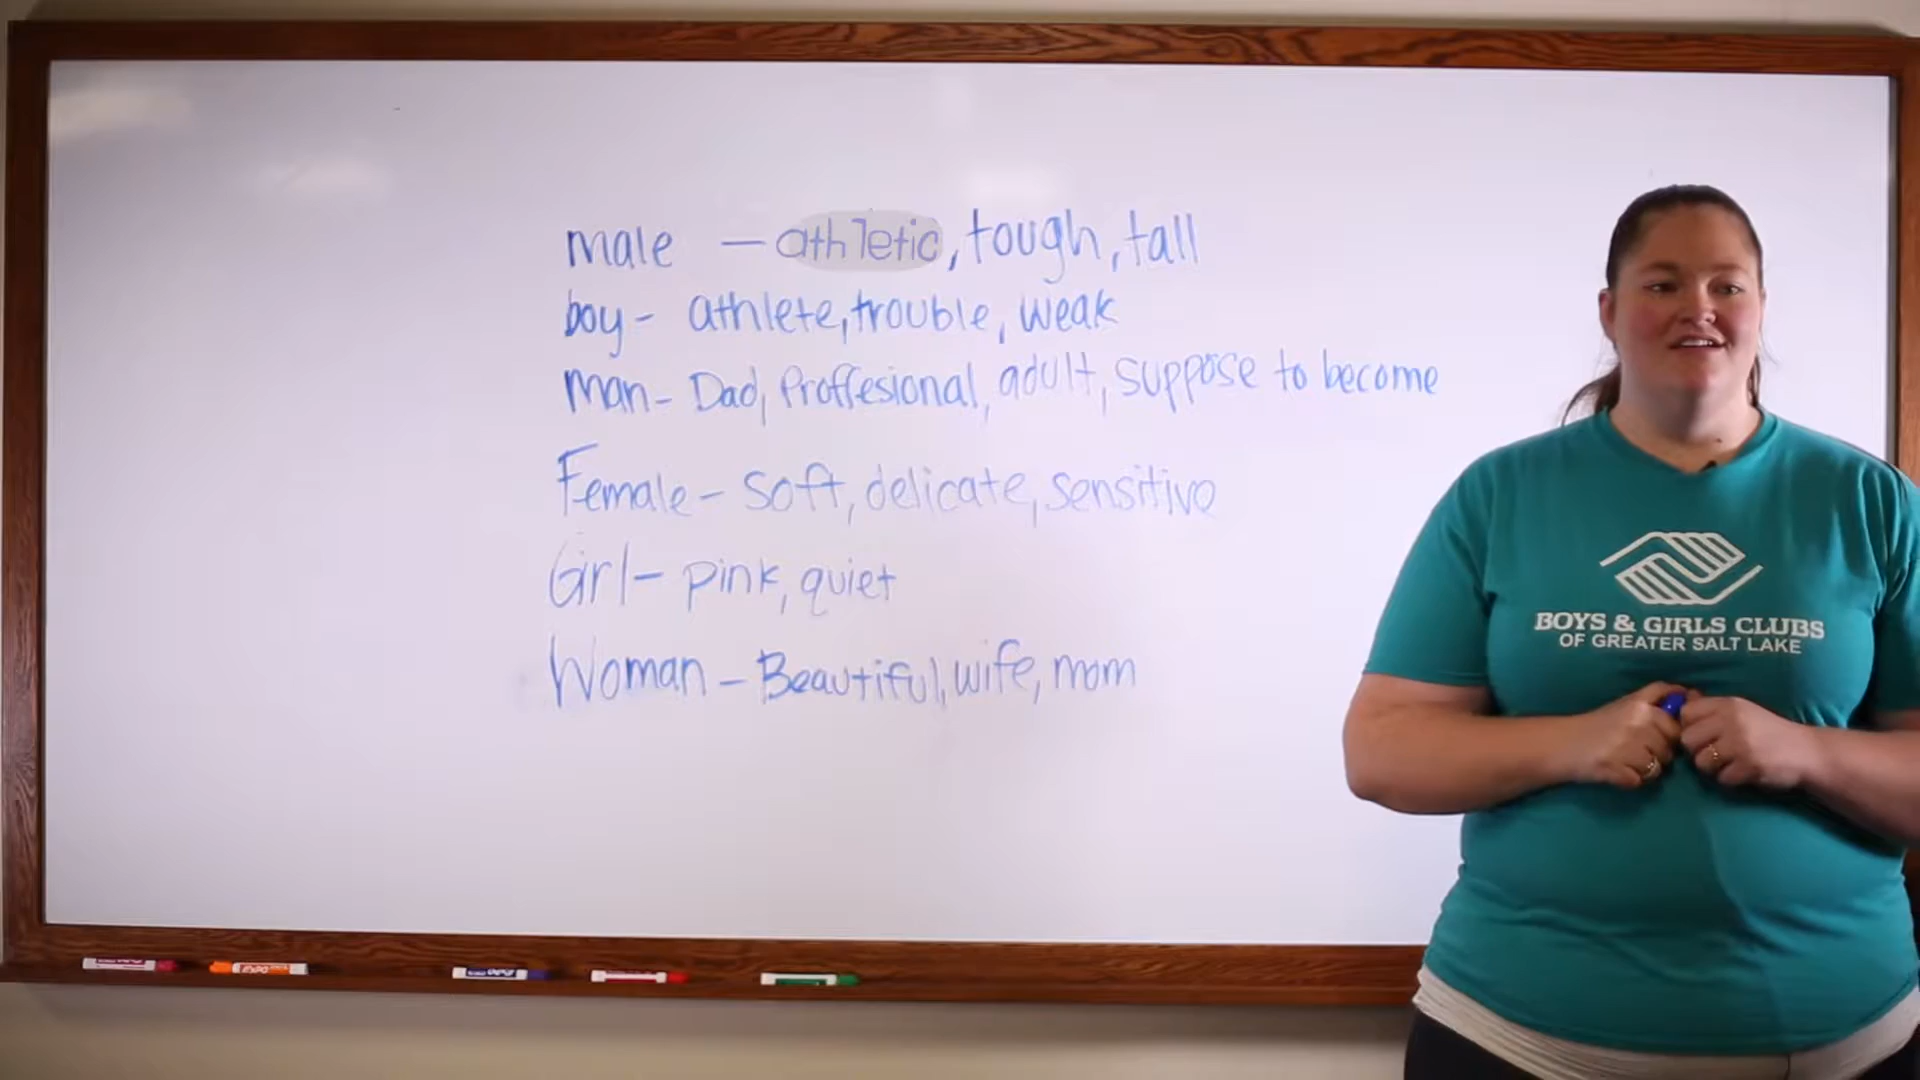 male – athletic, tough, tall
boy – athlete, trouble, weak
man – Dad, Proffesional, adult, suppose to become
Female – soft, delicate, sensitive
Girl – pink, quiet
Woman – Beautiful, wife, mom
BOYS & GIRLS CLUBS
OF GREATER SALT LAKE
EXPO